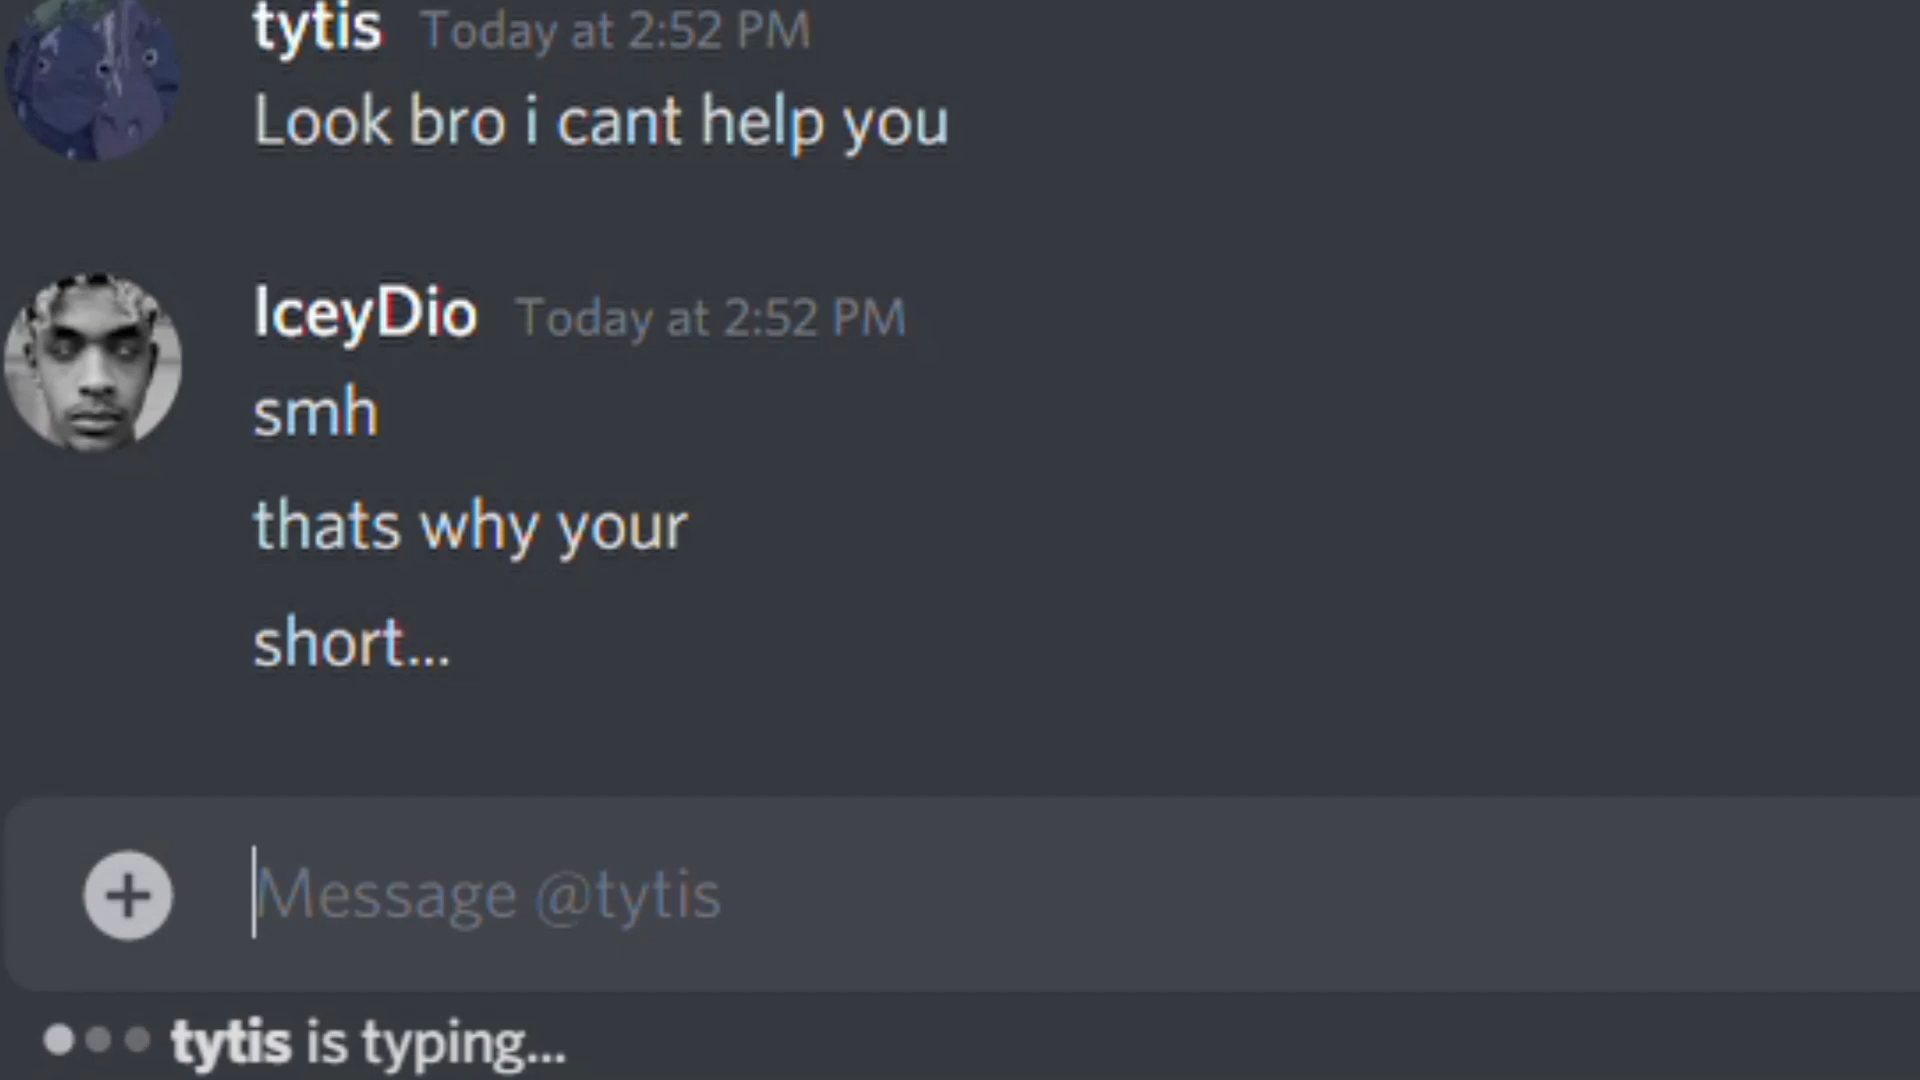 tytis Today at 2:52 PM
Look bro i cant help you
IceyDio Today at 2:52 PM
smh
thats why your
short...
Message @tytis
tytis is typing...